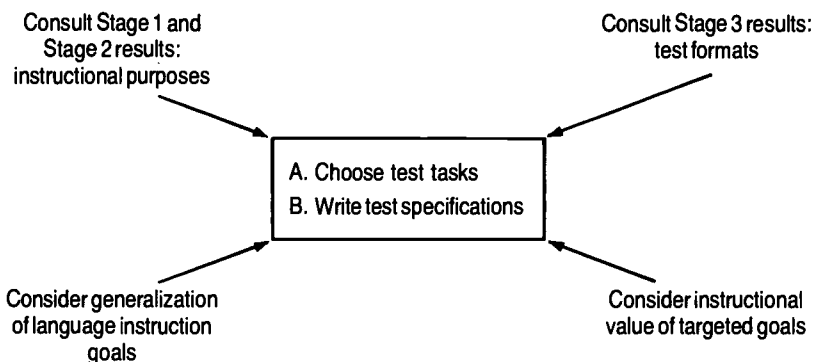 Consult Stage 1 and
Stage 2 results:
instructional purposes
Consult Stage 3 results:
test formats
A. Choose test tasks
B. Write test specifications
Consider generalization
of language instruction
goals
Consider instructional
value of targeted goals